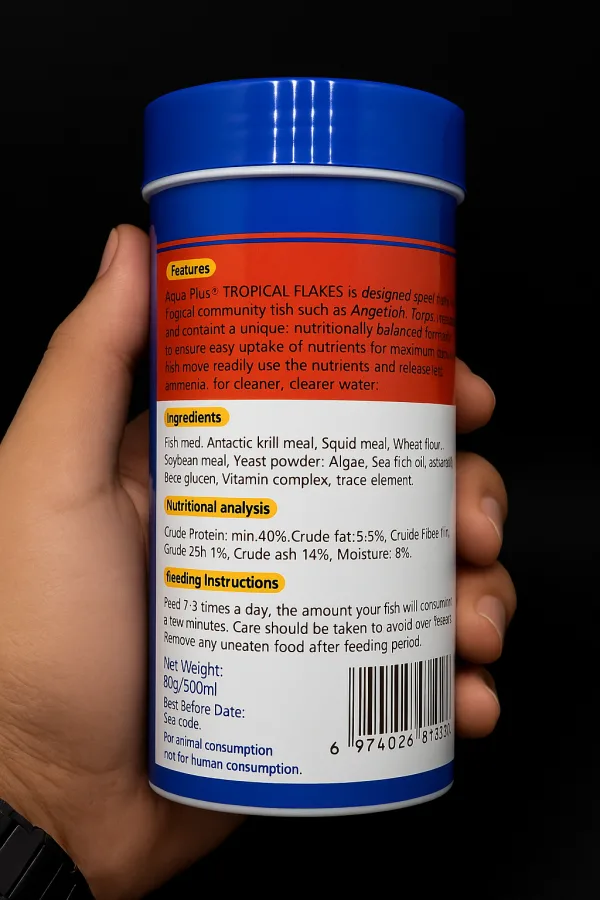 Features
Aqua Plus® TROPICAL FLAKES is designed speel
Fogical community tish such as Angetioh. Torps.
and containt a unique: nutritionally balanced
to ensure easy uptake of nutrients for maximum
fish move readily use the nutrients and release
ammenia. for cleaner, clearer water:
Ingredients
Fish med. Antactic krill meal, Squid meal, Wheat flour..
Soybean meal, Yeast powder: Algae, Sea fich oil,
Bece glucen, Vitamin complex, trace element.
Nutritional analysis
Crude Protein: min.40%.Crude fat:5:5%, Cruide Fibee
Grude 25h 1%, Crude ash 14%, Moisture: 8%.
fieeding Instructions
Peed 7·3 times a day, the amount your fish will
a few minutes. Care should be taken to avoid over
Remove any uneaten food after feeding period.
Net Weight:
80g/500ml
Best Before Date:
Sea code.
For animal consumption
not for human consumption.
6 974026